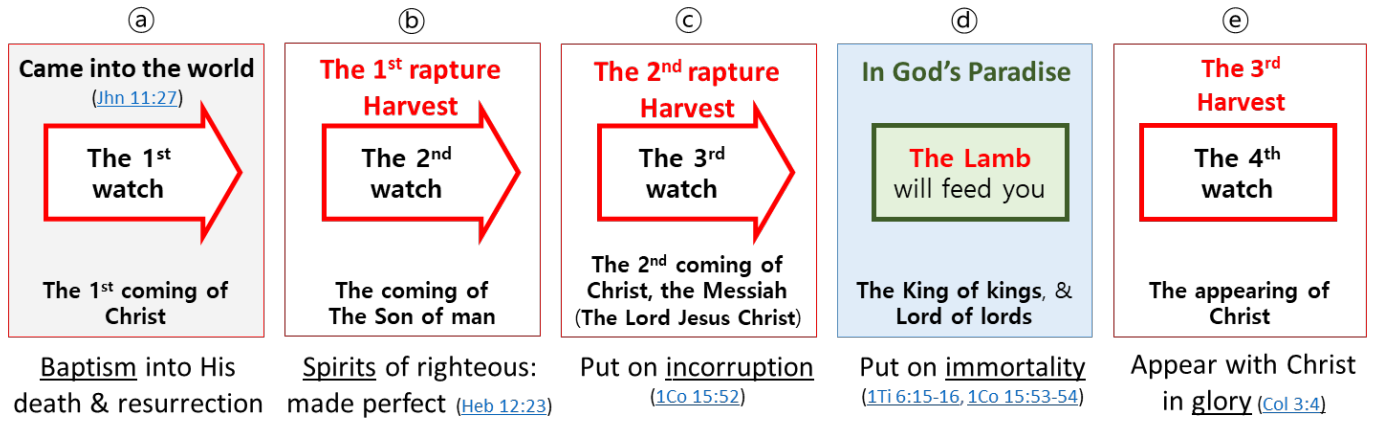 ⓐ
Came into the world
(Jhn 11:27)
The 1st
watch
The 1st coming of
Christ
Baptism into His
death & resurrection
ⓑ
The 1st rapture
Harvest
The 2nd
watch
The coming of
The Son of man
Spirits of righteous:
made perfect (Heb 12:23)
ⓒ
The 2nd rapture
Harvest
The 3rd
watch
The 2nd coming of
Christ, the Messiah
(The Lord Jesus Christ)
Put on incorruption
(1Co 15:52)
ⓓ
In God’s Paradise
The Lamb
will feed you
The King of kings, &
Lord of lords
Put on immortality
(1Ti 6:15-16, 1Co 15:53-54)
ⓔ
The 3rd
Harvest
The 4th
watch
The appearing of
Christ
Appear with Christ
in glory (Col 3:4)